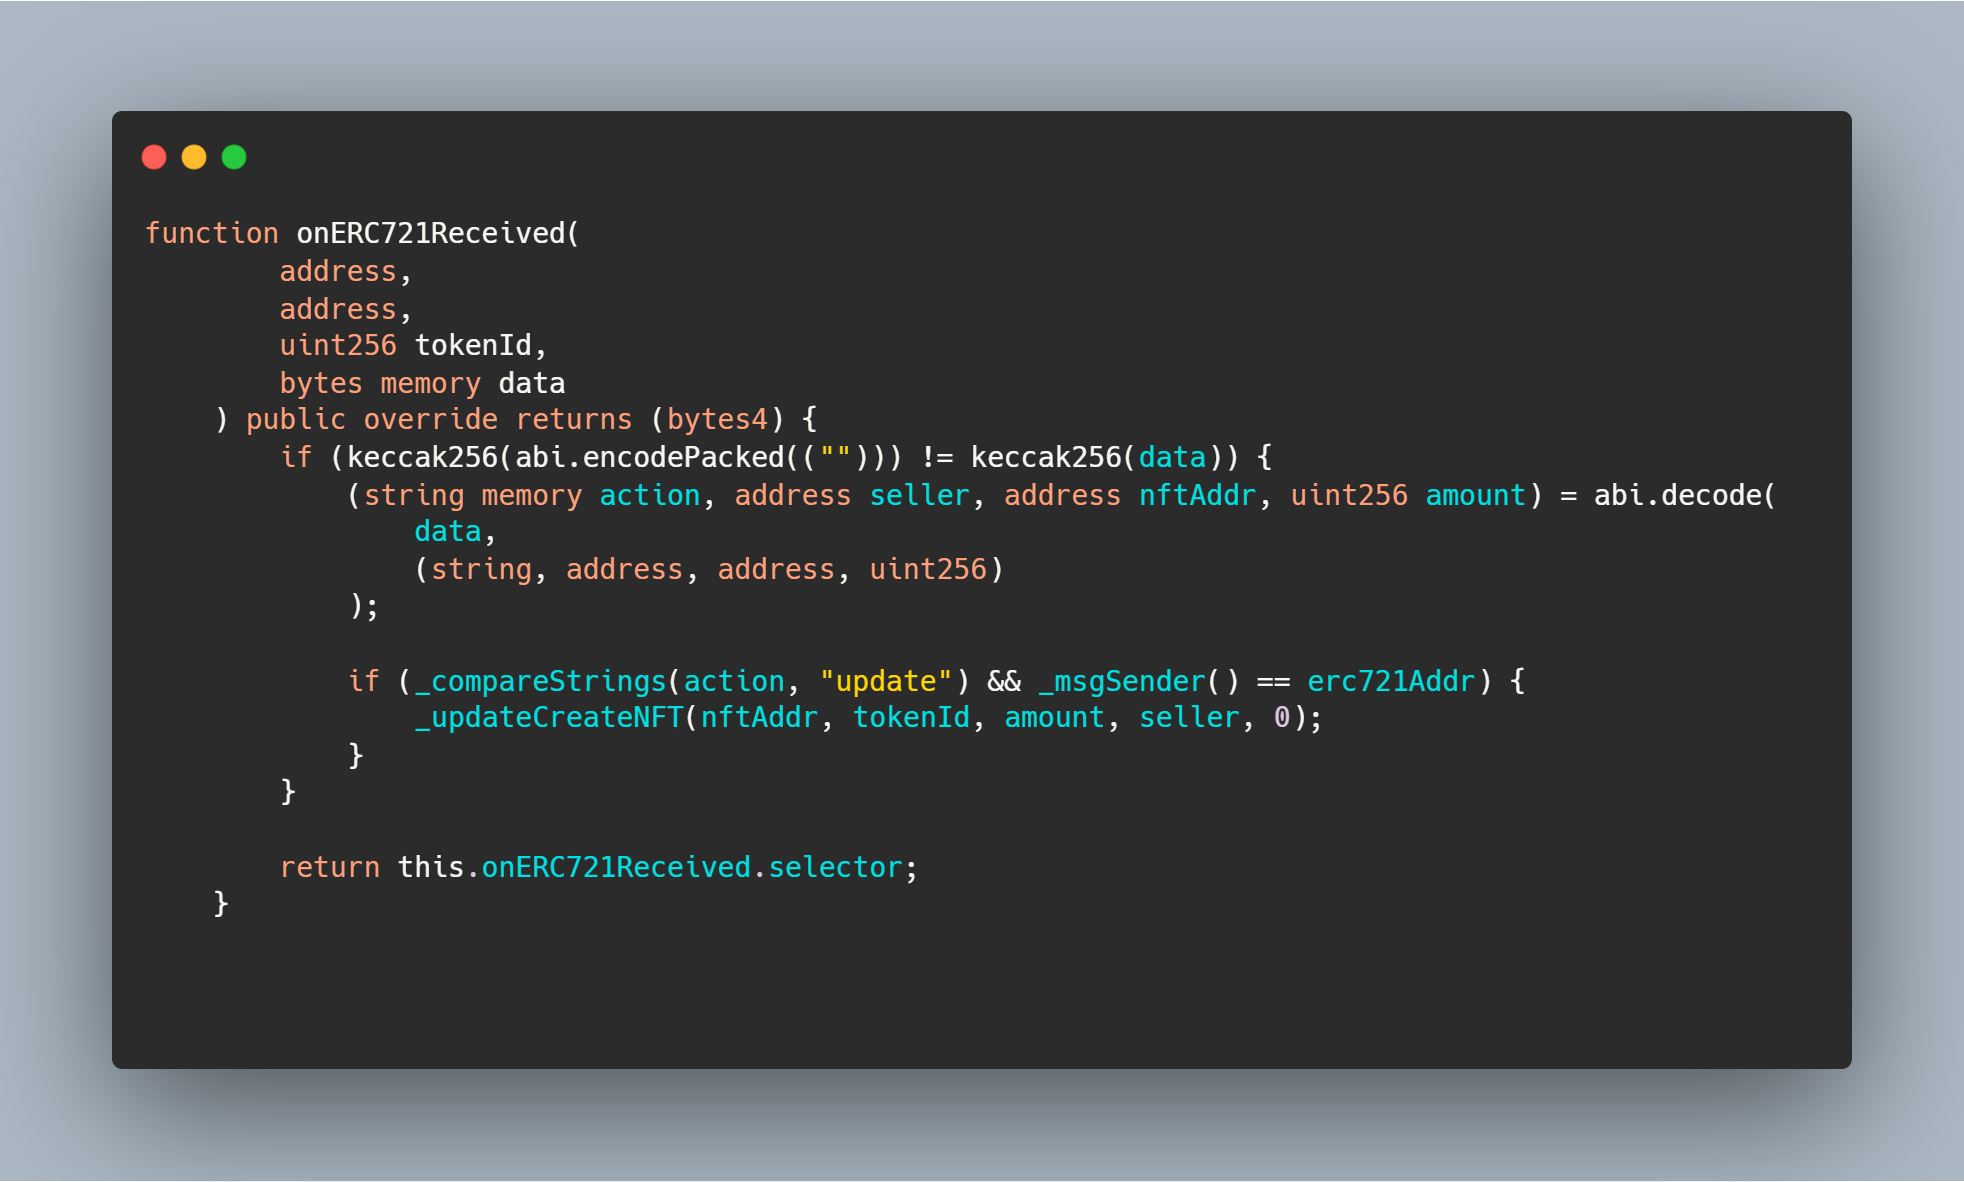 function onERC721Received(
        address,
        address,
        uint256 tokenId,
        bytes memory data
    ) public override returns (bytes4) {
        if (keccak256(abi.encodePacked((""))) != keccak256(data)) {
            (string memory action, address seller, address nftAddr, uint256 amount) = abi.decode(
                data,
                (string, address, address, uint256)
            );

            if (_compareStrings(action, "update") && _msgSender() == erc721Addr) {
                _updateCreateNFT(nftAddr, tokenId, amount, seller, 0);
            }
        }

        return this.onERC721Received.selector;
    }